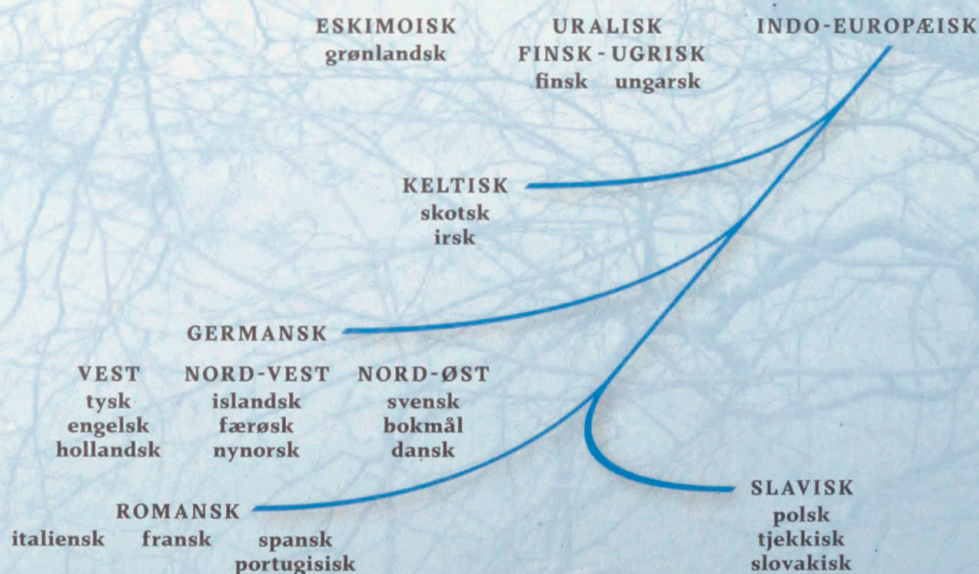 ESKIMOISK
grønlandsk
URALISK
FINSK-UGRISK
finsk ungarsk
INDO-EUROPÆISK
KELTISK
skotsk
irsk
GERMANSK
VEST
tysk
engelsk
hollandsk
NORD-VEST
islandsk
færøsk
nynorsk
NORD-ØST
svensk
bokmål
dansk
ROMANSK
italiensk fransk spansk
portugisisk
SLAVISK
polsk
tjekkisk
slovakisk